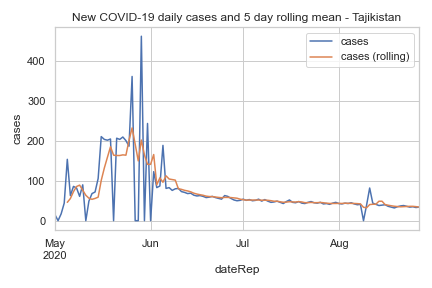 New COVID-19 daily cases and 5 day rolling mean - Tajikistan
cases
cases (rolling)
400
300
200
100
0
cases
May
2020
Jun
Jul
Aug
dateRep